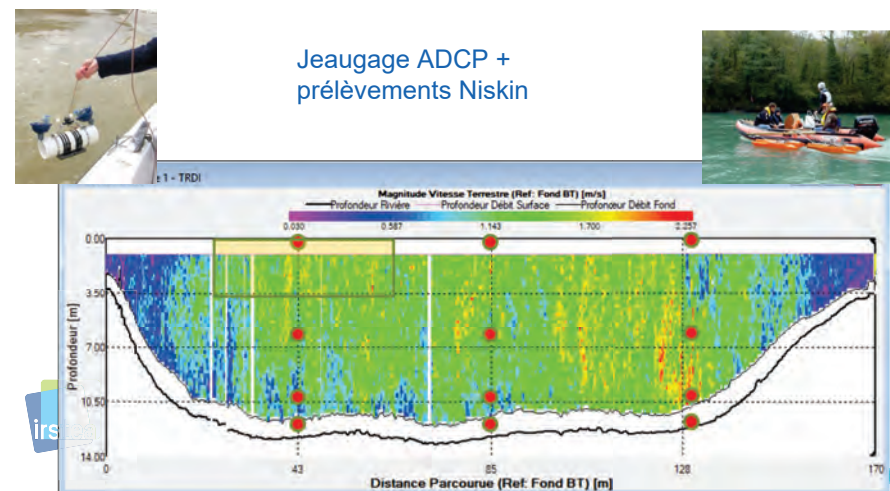 Jeaugage ADCP +
prélèvements Niskin
e 1 - TRDI
Magnitude Vitesse Terrestre (Ref: Fond BT) [m/s]
Profondeur Rivière Profondeur Débit Surface Profondeur Débit Fond
0.030 0.587 1.143 1.700 2.257
Profondeur [m]
0.00
3.50
7.00
10.50
14.00
0 43 85 128 170
Distance Parcourue (Ref: Fond BT) [m]